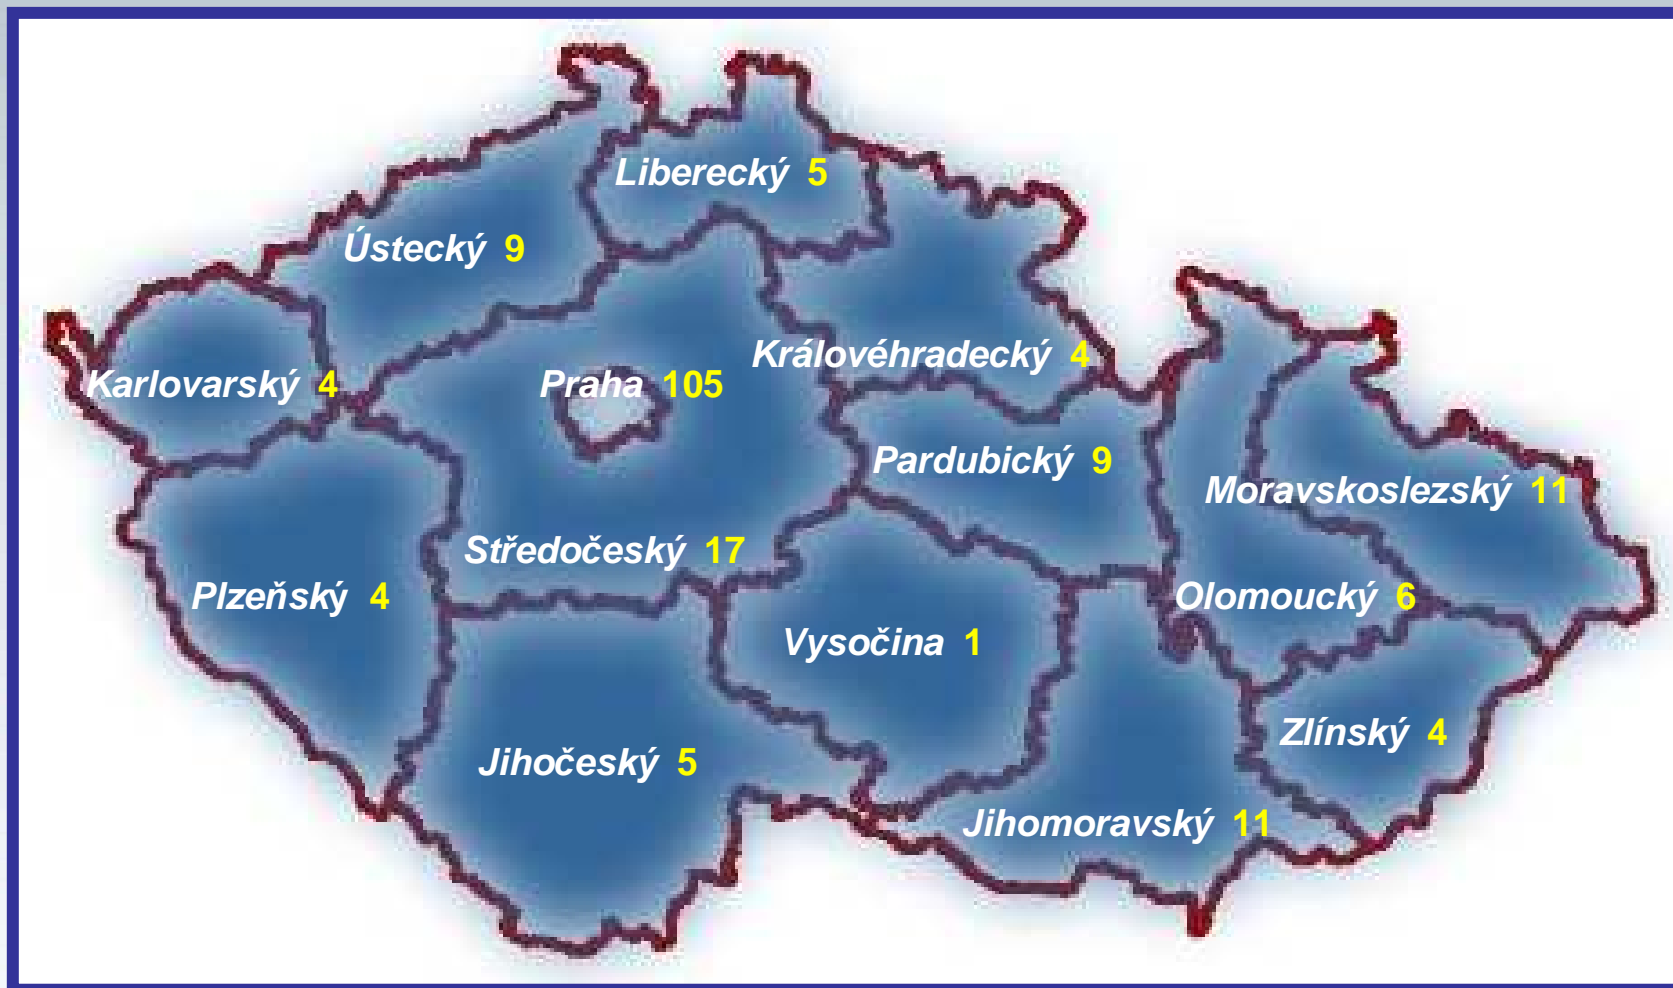 Liberecký 5
Ústecký 9
Královéhradecký 4
Karlovarský 4
Praha 105
Pardubický 9
Moravskoslezský 11
Středočeský 17
Plzeňský 4
Olomoucký 6
Vysočina 1
Zlínský 4
Jihočeský 5
Jihomoravský 11